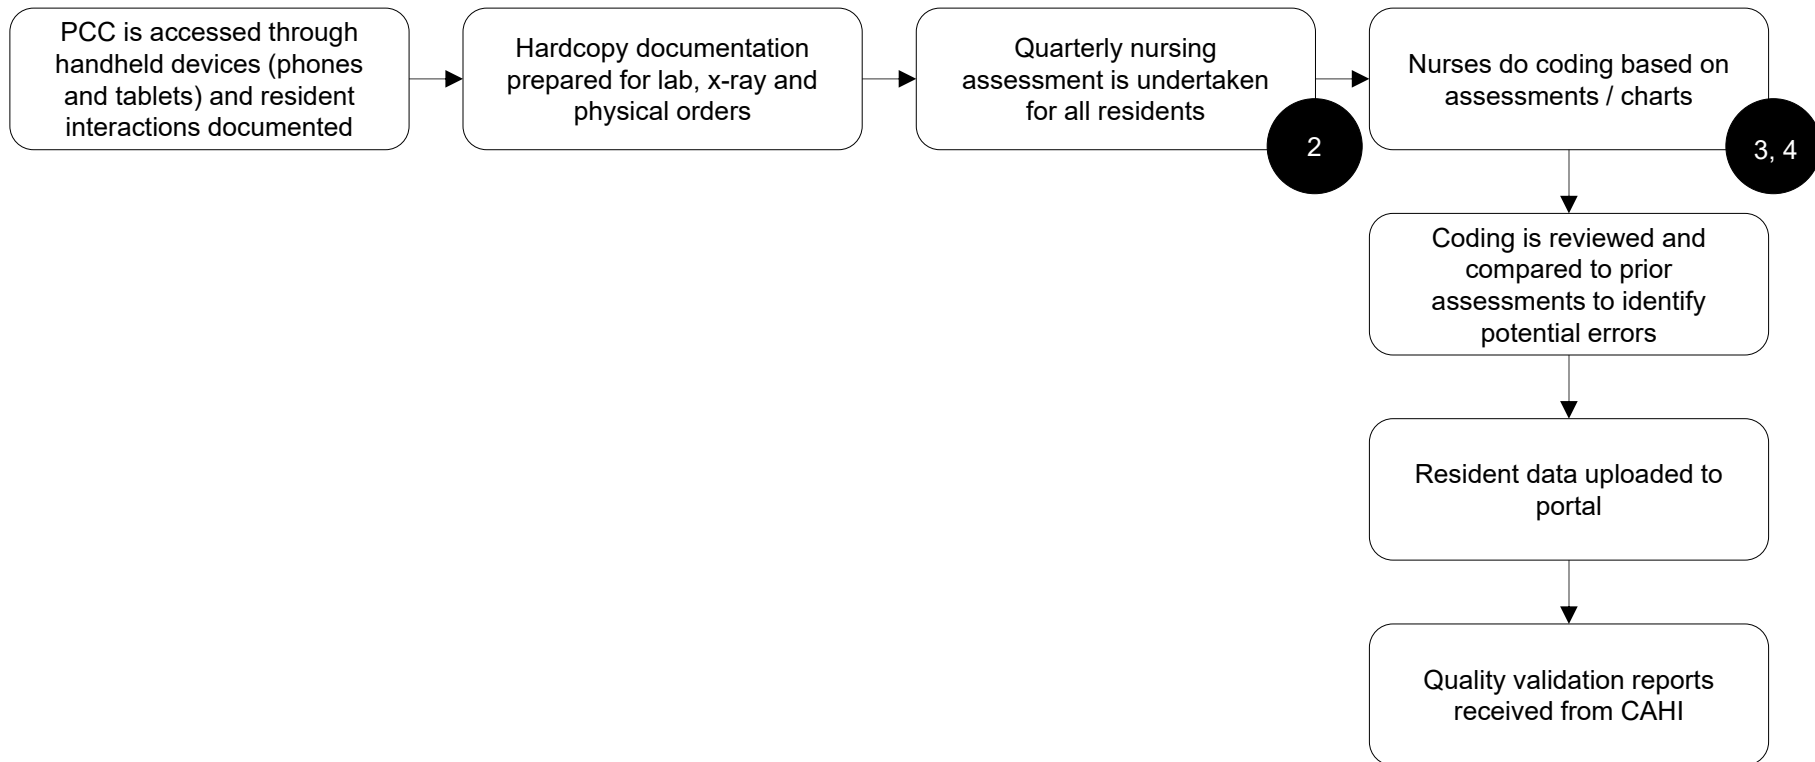 PCC is accessed through
handheld devices (phones
and tablets) and resident
interactions documented
Hardcopy documentation
prepared for lab, x-ray and
physical orders
Quarterly nursing
assessment is undertaken
for all residents
2
Nurses do coding based on
assessments / charts
3, 4
Coding is reviewed and
compared to prior
assessments to identify
potential errors
Resident data uploaded to
portal
Quality validation reports
received from CAHI